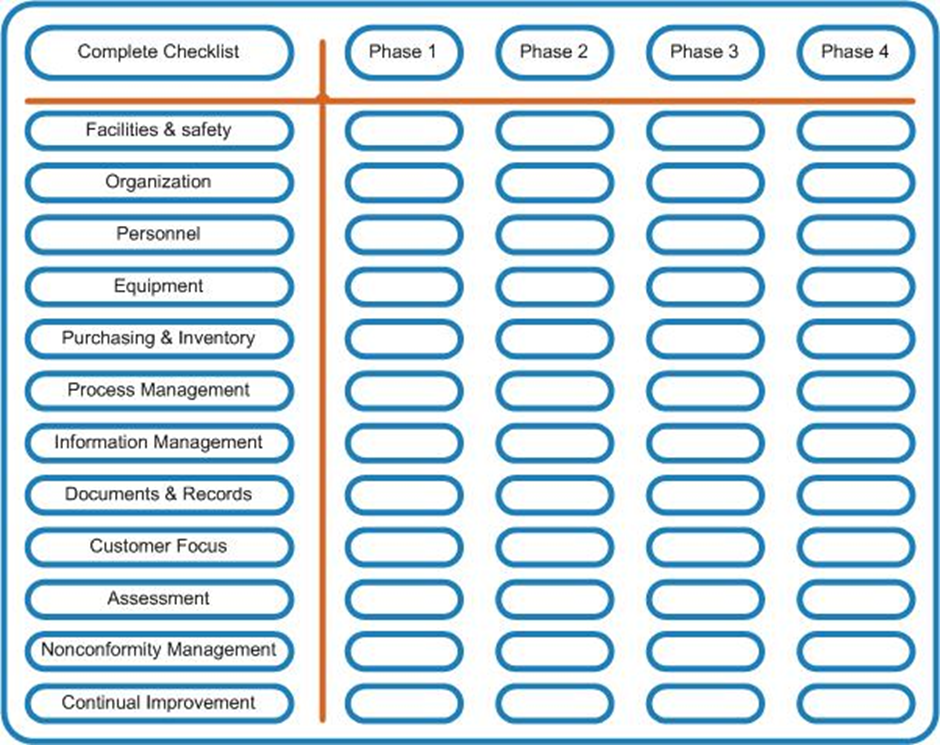 Complete Checklist Phase 1 Phase 2 Phase 3 Phase 4
Facilities & safety
Organization
Personnel
Equipment
Purchasing & Inventory
Process Management
Information Management
Documents & Records
Customer Focus
Assessment
Nonconformity Management
Continual Improvement